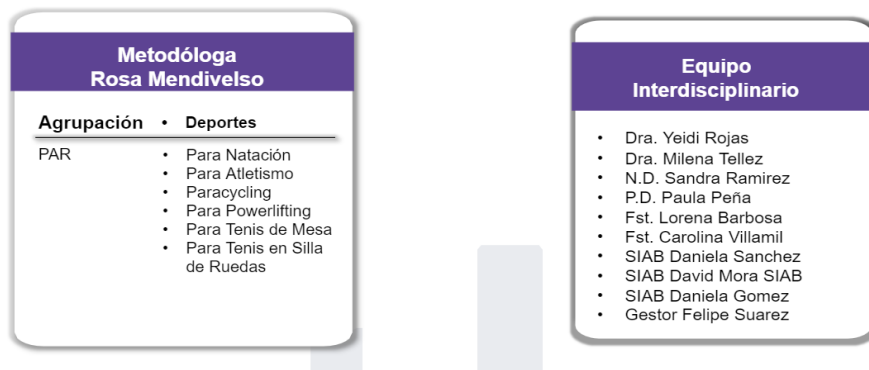 Metodóloga
Rosa Mendivelso
Agrupación • Deportes
PAR • Para Natación
• Para Atletismo
• Paracycling
• Para Powerlifting
• Para Tenis de Mesa
• Para Tenis en Silla
de Ruedas
Equipo
Interdisciplinario
• Dra. Yeidi Rojas
• Dra. Milena Tellez
• N.D. Sandra Ramirez
• P.D. Paula Peña
• Fst. Lorena Barbosa
• Fst. Carolina Villamil
• SIAB Daniela Sanchez
• SIAB David Mora SIAB
• SIAB Daniela Gomez
• Gestor Felipe Suarez